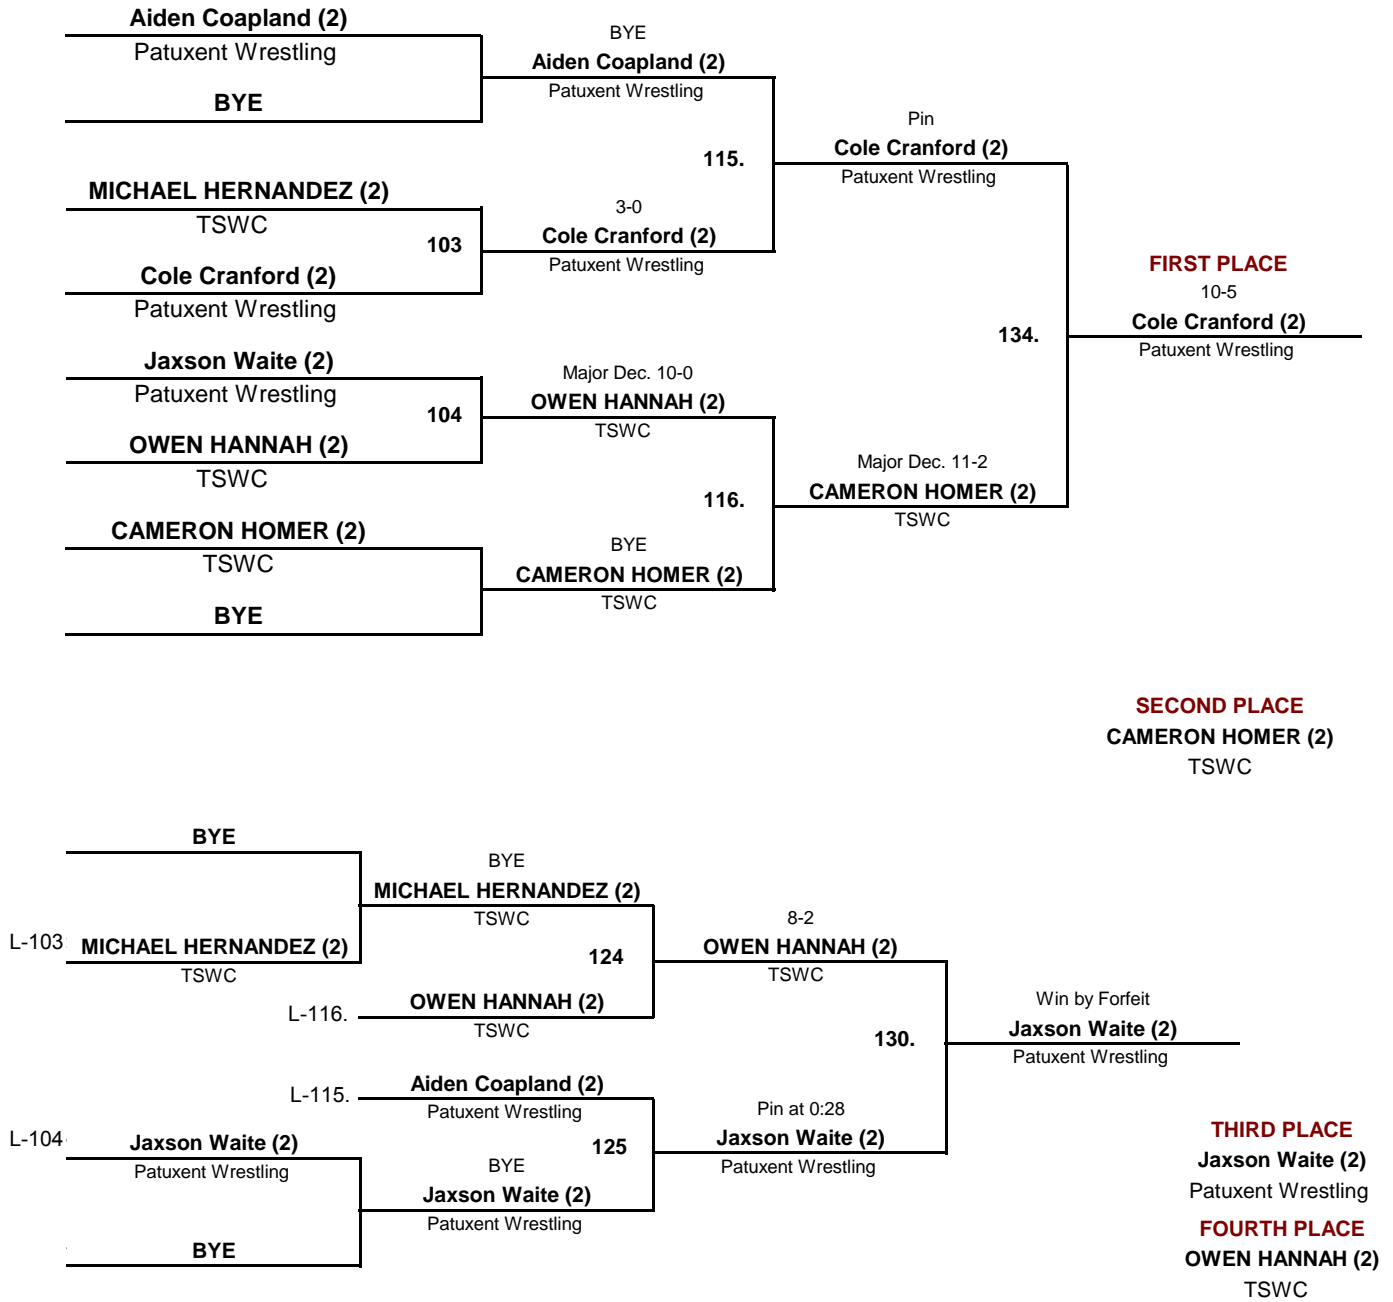 Aiden Coapland (2)
Patuxent Wrestling
BYE
BYE
Aiden Coapland (2)
Patuxent Wrestling
MICHAEL HERNANDEZ (2)
TSWC
103
Cole Cranford (2)
Patuxent Wrestling
3-0
Cole Cranford (2)
Patuxent Wrestling
115.
Pin
Cole Cranford (2)
Patuxent Wrestling
Jaxson Waite (2)
Patuxent Wrestling
104
OWEN HANNAH (2)
TSWC
Major Dec. 10-0
OWEN HANNAH (2)
TSWC
CAMERON HOMER (2)
TSWC
BYE
BYE
CAMERON HOMER (2)
TSWC
116.
Major Dec. 11-2
CAMERON HOMER (2)
TSWC
134.
FIRST PLACE
10-5
Cole Cranford (2)
Patuxent Wrestling
SECOND PLACE
CAMERON HOMER (2)
TSWC
BYE
L-103
MICHAEL HERNANDEZ (2)
TSWC
BYE
MICHAEL HERNANDEZ (2)
TSWC
124
L-116.
OWEN HANNAH (2)
TSWC
8-2
OWEN HANNAH (2)
TSWC
L-115.
Aiden Coapland (2)
Patuxent Wrestling
L-104
Jaxson Waite (2)
Patuxent Wrestling
125
BYE
Jaxson Waite (2)
Patuxent Wrestling
BYE
Pin at 0:28
Jaxson Waite (2)
Patuxent Wrestling
130.
Win by Forfeit
Jaxson Waite (2)
Patuxent Wrestling
THIRD PLACE
Jaxson Waite (2)
Patuxent Wrestling
FOURTH PLACE
OWEN HANNAH (2)
TSWC